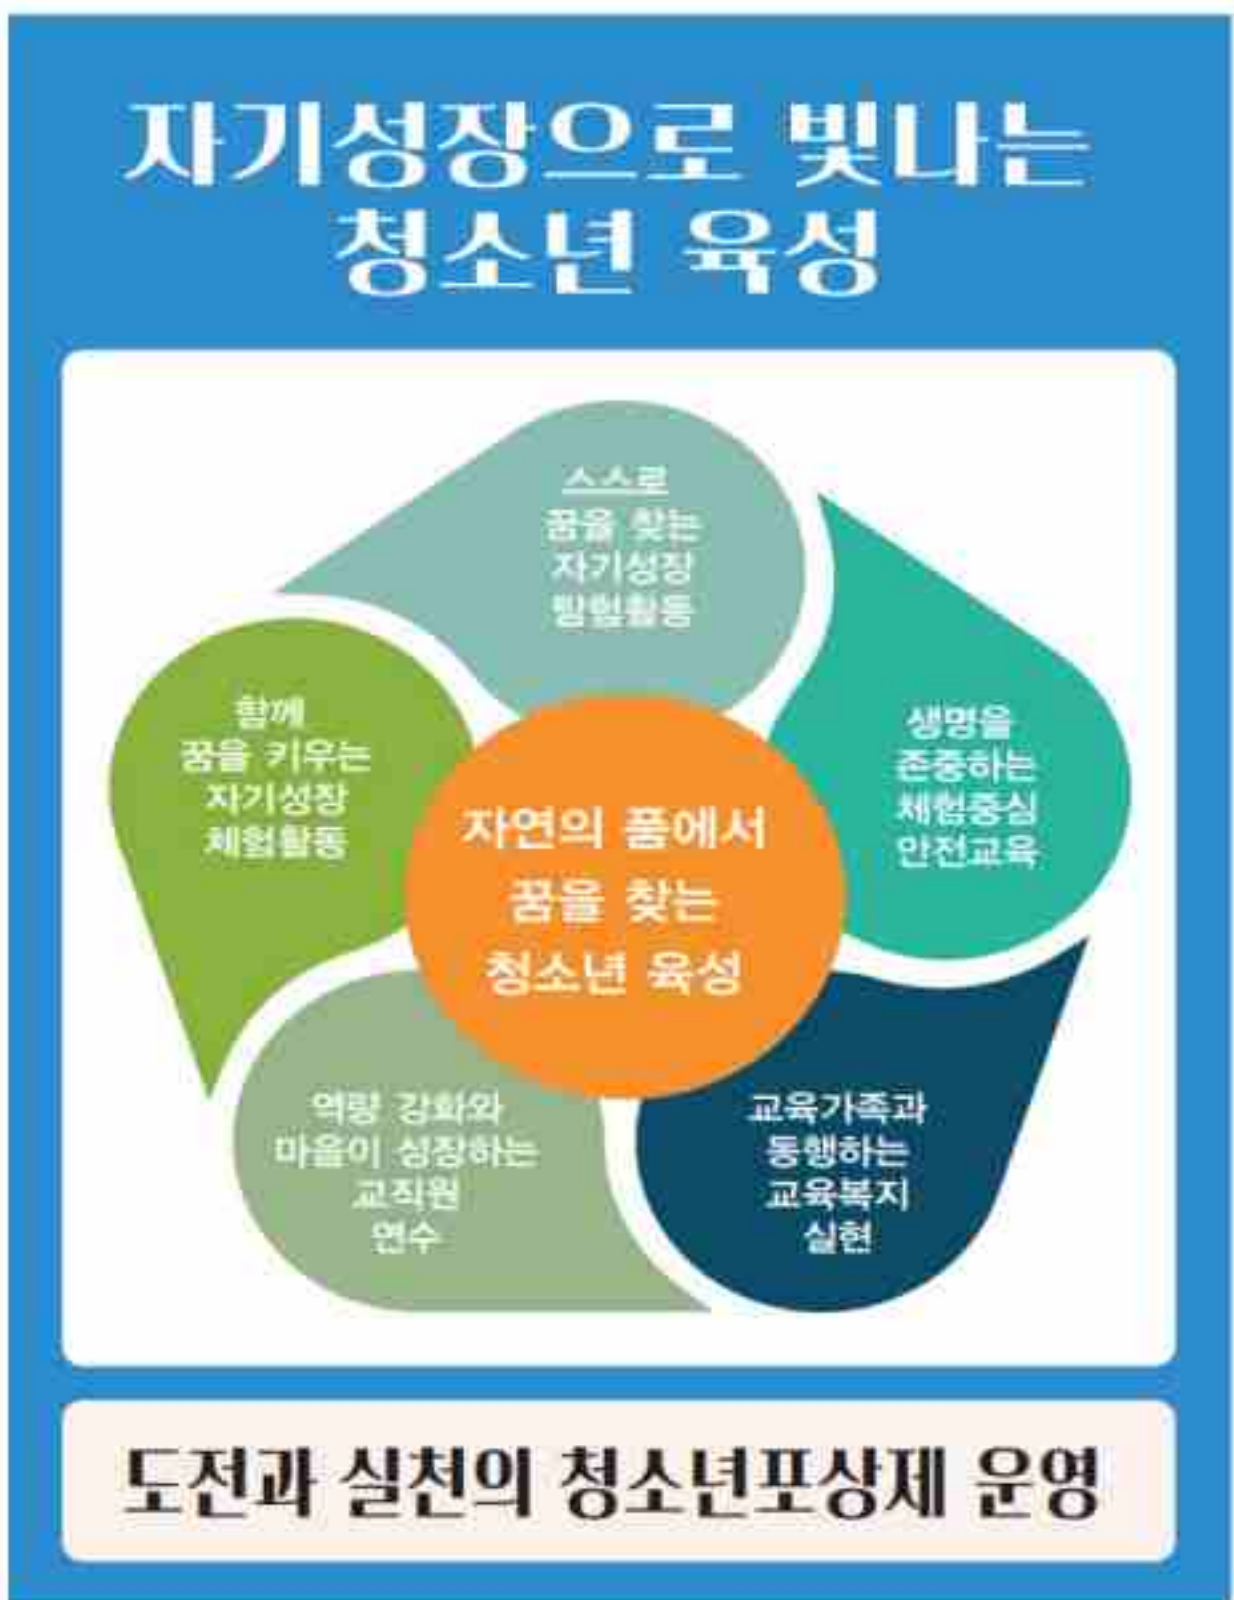 자기성장으로 빛나는
청소년 육성
스스로
꿈을 찾는
자기성장
탐험활동
생명을
존중하는
체험중심
안전교육
함께
꿈을 키우는
자기성장
체험활동
자연의 품에서
꿈을 찾는
청소년 육성
역량 강화와
마음이 성장하는
교직원
연수
교육가족과
동행하는
교육복지
실현
도전과 실천의 청소년포상제 운영